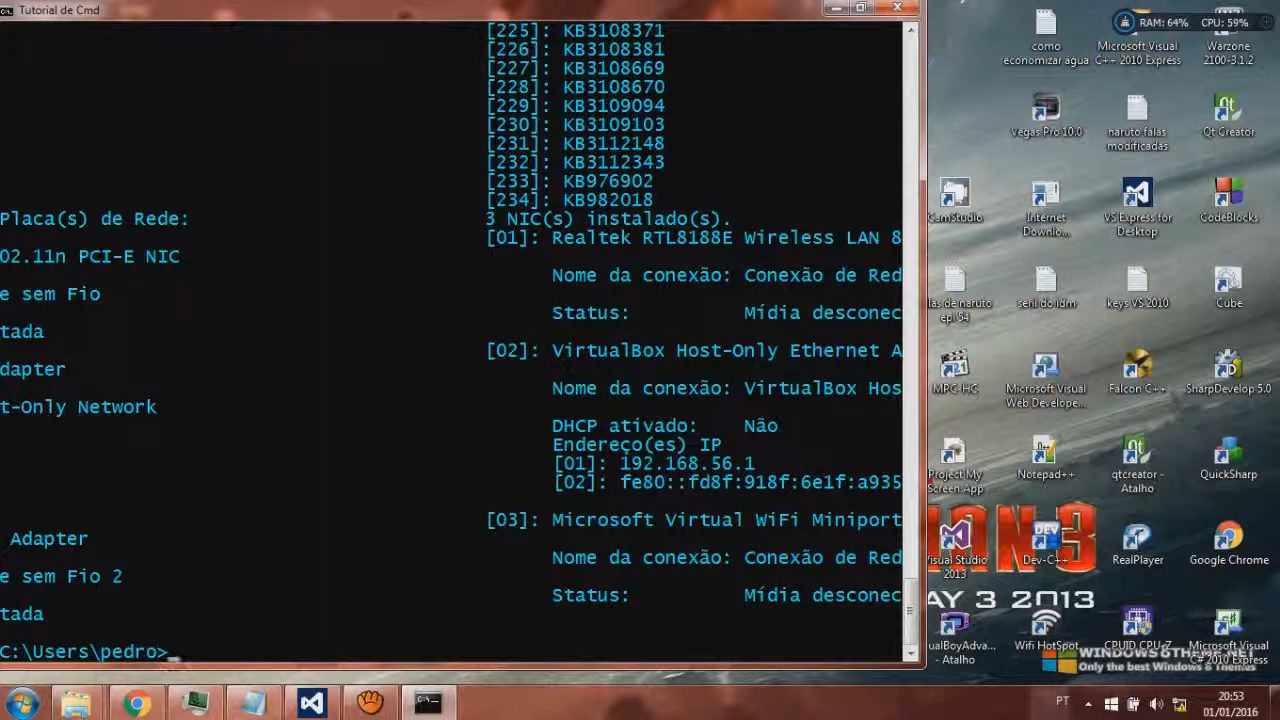 Tutorial de Cmd
[225]: KB3108371
[226]: KB3108381
[227]: KB3108669
[228]: KB3108670
[229]: KB3109094
[230]: KB3109103
[231]: KB3112148
[232]: KB3112343
[233]: KB976902
[234]: KB982018
Placa(s) de Rede: 3 NIC(s) instalado(s).
[01]: Realtek RTL8188E Wireless LAN 8
02.11n PCI-E NIC
Nome da conexão: Conexão de Red
e sem Fio
Status: Mídia desconec
tada
[02]: VirtualBox Host-Only Ethernet A
dapter
Nome da conexão: VirtualBox Hos
t-Only Network
DHCP ativado: Não
Endereço(es) IP
[01]: 192.168.56.1
[02]: fe80::fd8f:918f:6e1f:a935
[03]: Microsoft Virtual WiFi Miniport
Adapter
Nome da conexão: Conexão de Red
e sem Fio 2
Status: Mídia desconec
tada
C:\Users\pedro>
RAM: 64% CPU: 59%
como
economizar agua
Microsoft Visual
C++ 2010 Express
Warzone
2100-3.1.2
Vegas Pro 10.0
naruto falas
modificadas
Qt Creator
CamStudio
Internet
Downlo...
VS Express for
Desktop
CodeBlocks
las de naruto
epi 54
seril do idm
keys VS 2010
Cube
MPC-HC
Microsoft Visual
Web Develope...
Falcon C++
SharpDevelop 5.0
Project My
Screen App
Notepad++
qtcreator -
Atalho
QuickSharp
AN 3
Visual Studio
2013
Dev-C++
RealPlayer
Google Chrome
AY 3 2013
ualBoyAdva...
- Atalho
Wifi HotSpot
CPUID CPU-Z
Microsoft Visual
C# 2010 Express
WINDOWS8THEME.NET
Only the best Windows 8 Themes
PT
20:53
01/01/2016